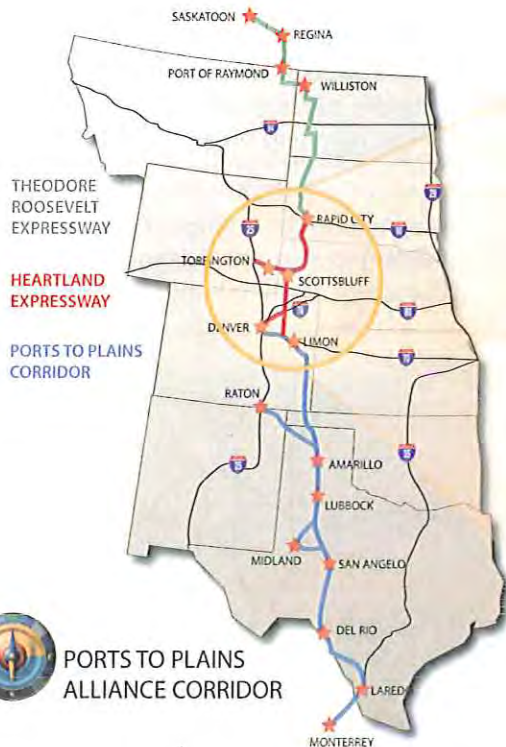 SASKATOON
REGINA
PORT OF RAYMOND
WILLISTON
94
THEODORE
ROOSEVELT
EXPRESSWAY
29
25
RAPID CITY
90
TORRINGTON
HEARTLAND
EXPRESSWAY
SCOTTSBLUFF
76
80
DENVER
LIMON
70
PORTS TO PLAINS
CORRIDOR
RATON
AMARILLO
25
35
LUBBOCK
MIDLAND
SAN ANGELO
DEL RIO
PORTS TO PLAINS
ALLIANCE CORRIDOR
LAREDO
MONTERREY